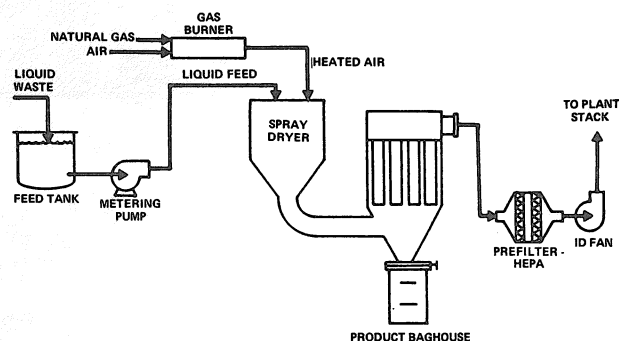 GAS
BURNER
NATURAL GAS
AIR
HEATED AIR
LIQUID
WASTE
LIQUID FEED
SPRAY
DRYER
TO PLANT
STACK
FEED TANK
METERING
PUMP
PREFILTER -
HEPA
ID FAN
PRODUCT BAGHOUSE